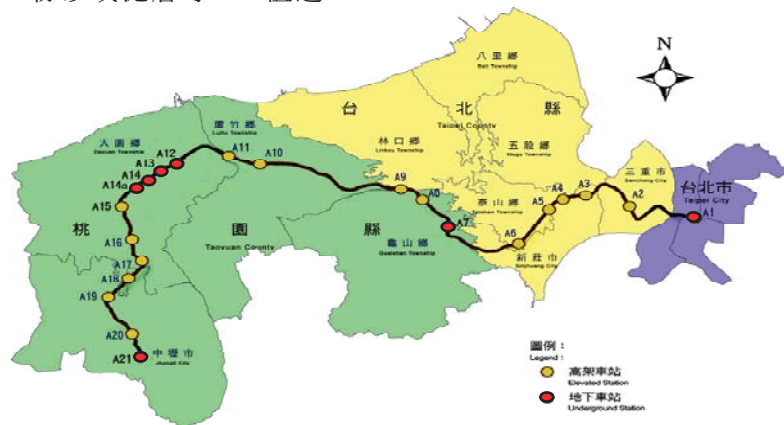 N
八里鄉
Bali Township
台 北 縣
Taipei County
蘆竹鄉
Luzhu Township
林口鄉
Linkou Township
五股鄉
Wugu Township
三重市
Sanchong City
台北市
Taipei City
大園鄉
Dayuan Township
A11
A10
A12
A13
A14
A14a
A15
A9
A8
A7
泰山鄉
Taishan Township
A5
A4
A3
A2
A1
A6
新莊市
Sinjhuang City
桃 園 縣
Taoyuan County
龜山鄉
Gueishan Township
A16
A17
A18
A19
A20
A21
中壢市
Jhongli City
圖例：
Legend :
高架車站
Elevated Station
地下車站
Underground Station